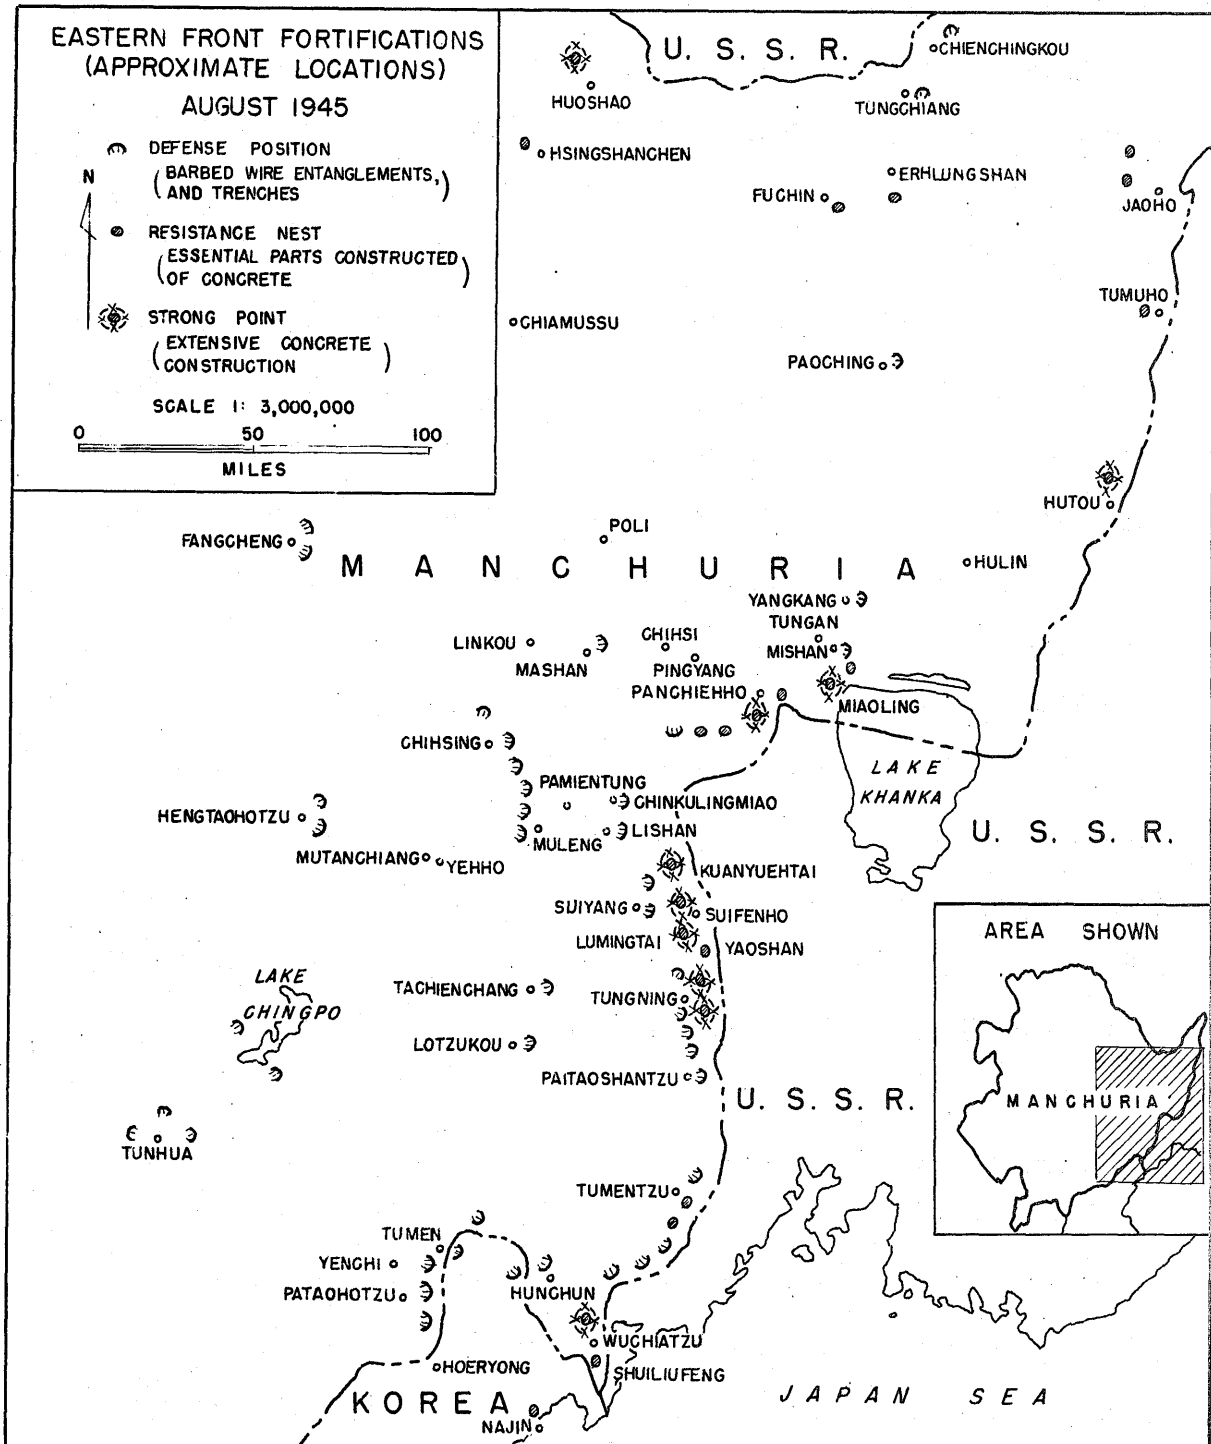 EASTERN FRONT FORTIFICATIONS
(APPROXIMATE LOCATIONS)
AUGUST 1945
DEFENSE POSITION
(BARBED WIRE ENTANGLEMENTS,
AND TRENCHES)
N
RESISTANCE NEST
(ESSENTIAL PARTS CONSTRUCTED
OF CONCRETE)
STRONG POINT
(EXTENSIVE CONCRETE
CONSTRUCTION)
SCALE 1: 3,000,000
0 50 100
MILES
U. S. S. R.
CHIENCHINGKOU
HUOSHAO
TUNGCHIANG
HSINGSHANCHEN
ERHLUNGSHAN
FUCHIN
JAOHO
TUMUHO
CHIAMUSSU
PAOCHING
HUTOU
POLI
FANGCHENG
MANCHURIA
HULIN
YANGKANG
TUNGAN
LINKOU
CHIHSI
MISHAN
MASHAN
PINGYANG
PANCHIEHHO
MIAOLING
CHIHSING
LAKE
KHANKA
PAMIENTUNG
CHINKULINGMIAO
HENGTAOHOTZU
LISHAN
U. S. S. R.
MULENG
MUTANCHIANG
YEHHO
KUANYUEHTAI
SUIYANG
SUIFENHO
LUMINGTAI
YAOSHAN
AREA SHOWN
LAKE
CHINGPO
TACHIENCHANG
TUNGNING
LOTZUKOU
PAITAOSHANTZU
U. S. S. R.
MANCHURIA
TUNHUA
TUMENTZU
TUMEN
YENCHI
HUNCHUN
PATAOHOTZU
WUCHIATZU
HOERYONG
SHUILIUFENG
KOREA
JAPAN SEA
NAJIN